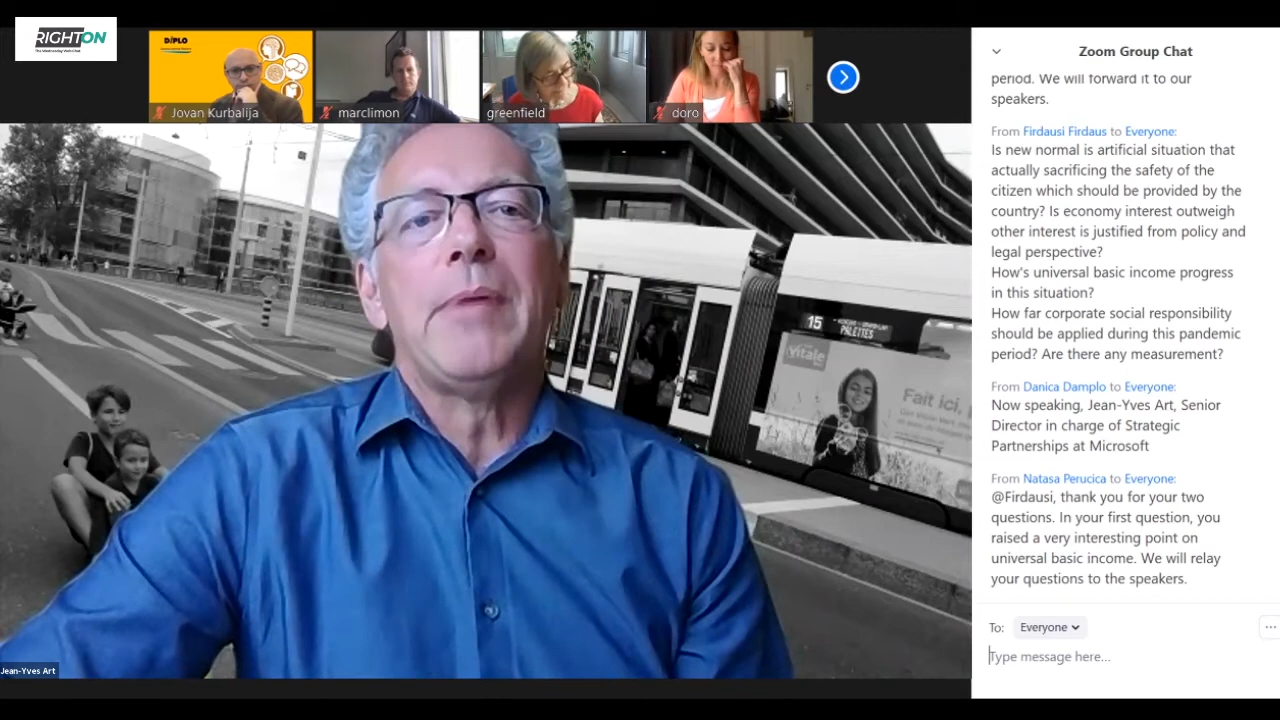 RIGHTON
The Wednesday Web Chat
DIPLO
Jovan Kurbalija
marclimon
greenfield
doro
15
PALETTES
Vitale
Fait ici,
Jean-Yves Art
Zoom Group Chat
period. We will forward it to our
speakers.
From Firdausi Firdaus to Everyone:
Is new normal is artificial situation that
actually sacrificing the safety of the
citizen which should be provided by the
country? Is economy interest outweigh
other interest is justified from policy and
legal perspective?
How's universal basic income progress
in this situation?
How far corporate social responsibility
should be applied during this pandemic
period? Are there any measurement?
From Danica Damplo to Everyone:
Now speaking, Jean-Yves Art, Senior
Director in charge of Strategic
Partnerships at Microsoft
From Natasa Perucica to Everyone:
@Firdausi, thank you for your two
questions. In your first question, you
raised a very interesting point on
universal basic income. We will relay
your questions to the speakers.
To: Everyone
Type message here...